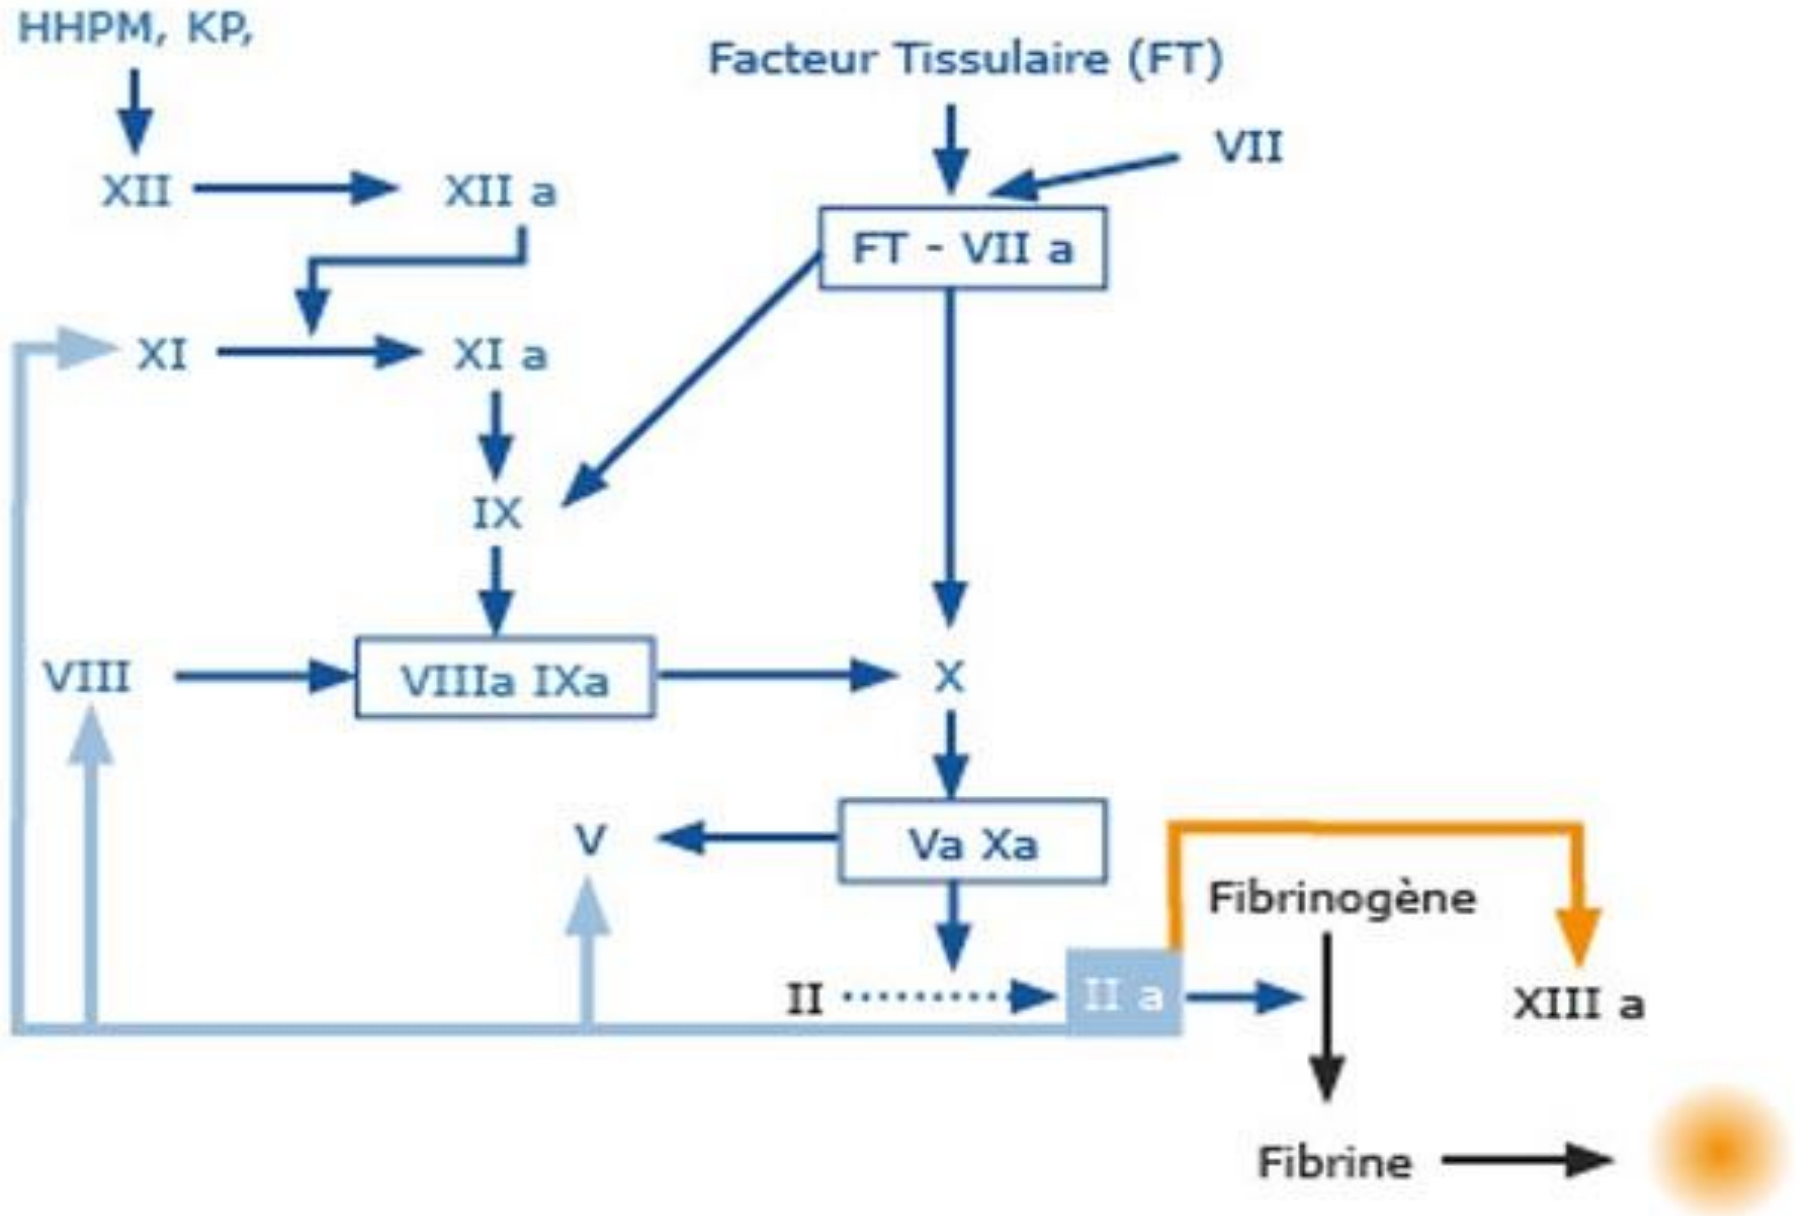 HHPM, KP,
Facteur Tissulaire (FT)
VII
XII
XII a
FT - VII a
XI
XI a
IX
VIII
VIIIa IXa
X
V
Va Xa
Fibrinogène
II
II a
XIII a
Fibrine